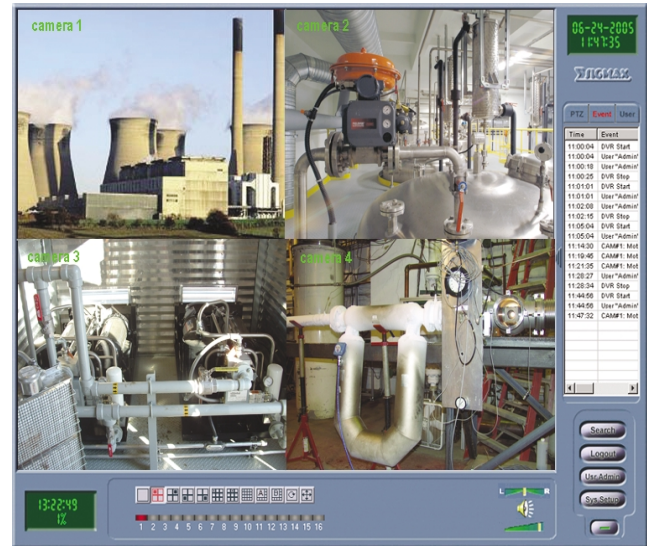 camera 1
camera 2
06-24-2005
11:47:35
SIGMAX
PTZ Event User
Time Event
11:00:04 DVR Start
11:00:04 User "Admin'
11:00:18 User "Admin'
11:00:25 DVR Stop
11:01:01 DVR Start
11:01:01 User "Admin'
11:02:08 User "Admin'
11:02:15 DVR Stop
11:05:04 DVR Start
11:05:04 User "Admin'
11:14:30 CAM#1: Mot
11:19:45 CAM#1: Mot
11:21:35 CAM#1: Mot
11:28:27 User "Admin'
11:28:34 DVR Stop
11:44:56 DVR Start
11:44:56 User "Admin'
11:47:32 CAM#1: Mot
camera 3
camera 4
Search
Logout
Usr.Admin
Sys.Setup
13:22:49
1%
L R
1 2 3 4 5 6 7 8 9 10 11 12 13 14 15 16